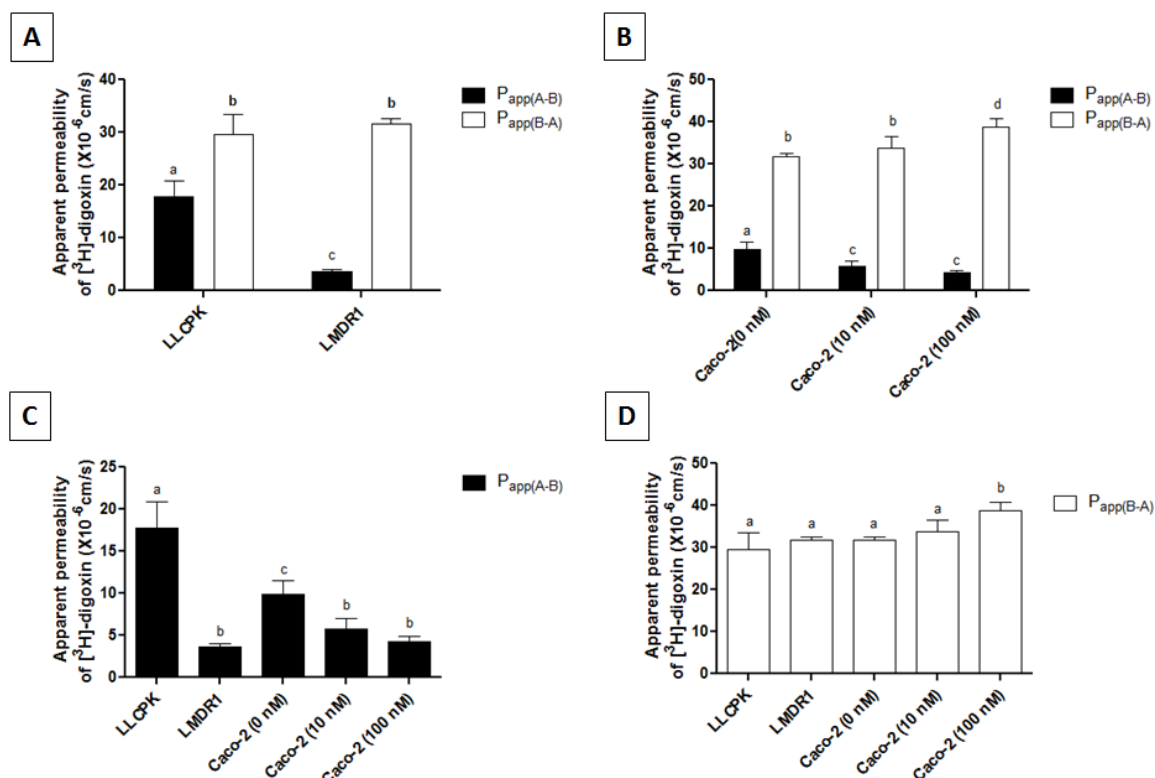 A
Apparent permeability
of [³H]-digoxin (X10⁻⁶cm/s)
40
30
20
10
0
a
b
c
b
LLCPK
LMDR1
Papp(A-B)
Papp(B-A)
B
Apparent permeability
of [³H]-digoxin (X10⁻⁶cm/s)
50
40
30
20
10
0
a
b
c
b
c
d
Caco-2(0 nM)
Caco-2 (10 nM)
Caco-2 (100 nM)
Papp(A-B)
Papp(B-A)
C
Apparent permeability
of [³H]-digoxin (X10⁻⁶cm/s)
25
20
15
10
5
0
a
b
c
b
b
LLCPK
LMDR1
Caco-2 (0 nM)
Caco-2 (10 nM)
Caco-2 (100 nM)
Papp(A-B)
D
Apparent permeability
of [³H]-digoxin (X10⁻⁶cm/s)
50
40
30
20
10
0
a
a
a
a
b
LLCPK
LMDR1
Caco-2 (0 nM)
Caco-2 (10 nM)
Caco-2 (100 nM)
Papp(B-A)